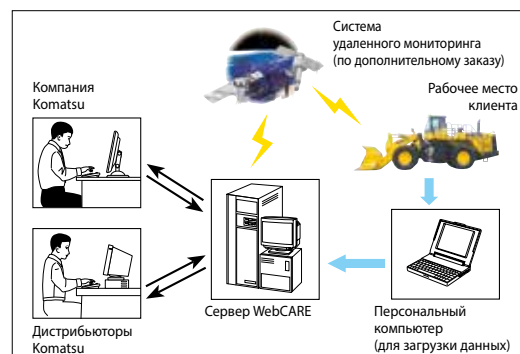 Система
удаленного мониторинга
(по дополнительному заказу)
Рабочее место
клиента
Компания
Komatsu
Дистрибьюторы
Komatsu
Сервер WebCARE
Персональный
компьютер
(для загрузки данных)